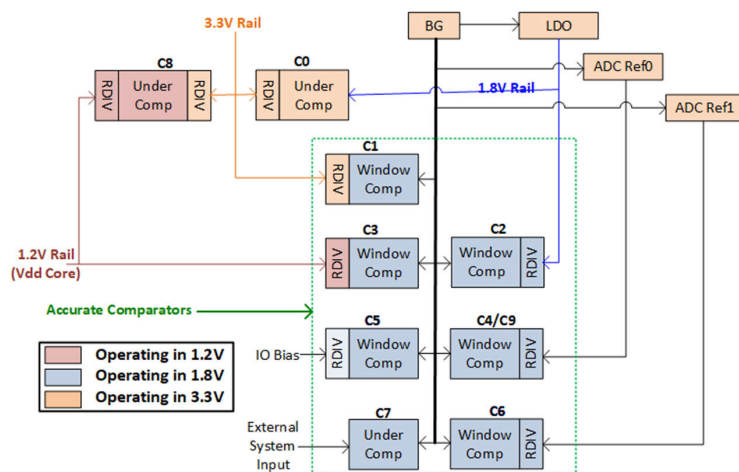 3.3V Rail
BG
LDO
ADC Ref0
ADC Ref1
C8
C0
RDIV
Under
Comp
RDIV
RDIV
Under
Comp
1.8V Rail
C1
RDIV
Window
Comp
C3
RDIV
Window
Comp
C2
Window
Comp
RDIV
1.2V Rail
(Vdd Core)
Accurate Comparators
C5
RDIV
Window
Comp
C4/C9
Window
Comp
RDIV
IO Bias
Operating in 1.2V
Operating in 1.8V
Operating in 3.3V
C7
Under
Comp
C6
Window
Comp
RDIV
External
System
Input